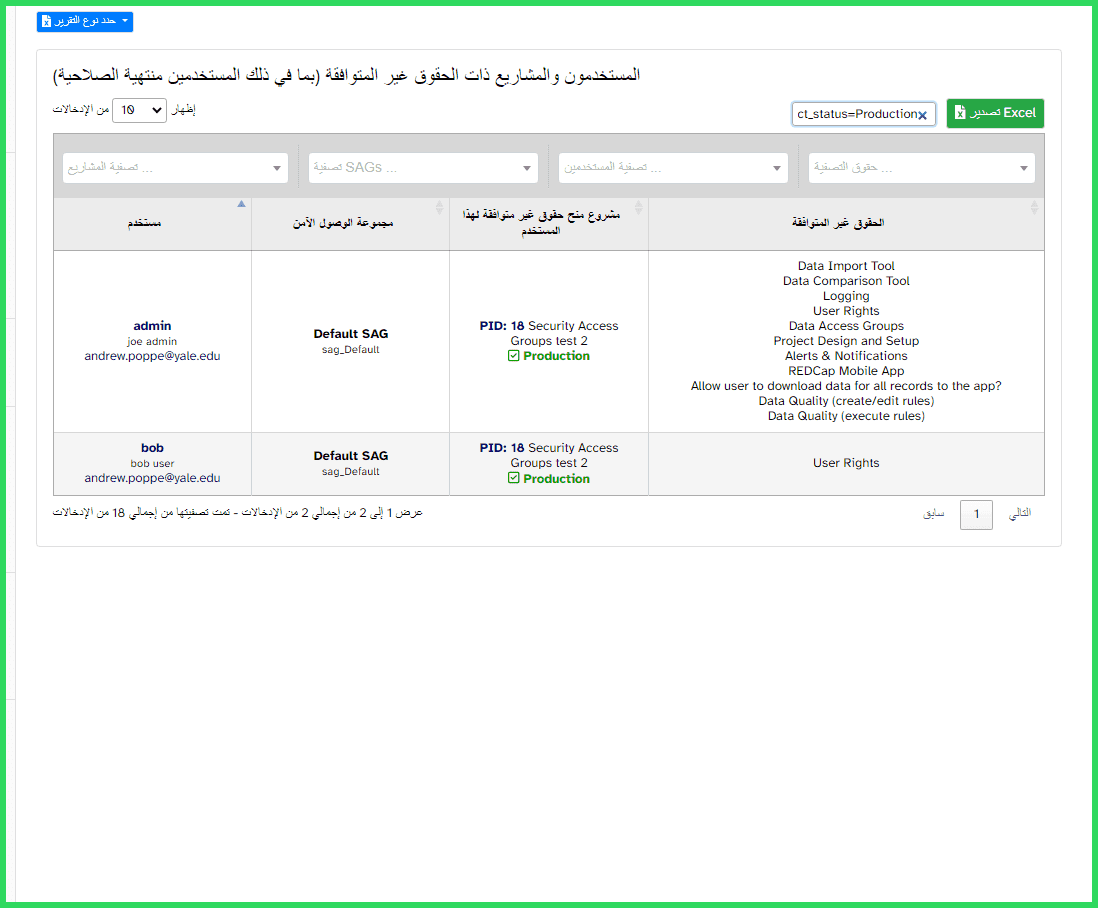 حدد نوع التقرير
المستخدمون والمشاريع ذات الحقوق غير المتوافقة (بما في ذلك المستخدمين منتهية الصلاحية)
إظهار 10 من الإدخالات
ct_status=Production
تصدير Excel
تصفية المشاريع ...
تصفية SAGs ...
تصفية المستخدمين ...
حقوق التصفية ...
مستخدم
مجموعة الوصول الآمن
مشروع منح حقوق غير متوافقة لهذا
المستخدم
الحقوق غير المتوافقة
admin
joe admin
andrew.poppe@yale.edu
Default SAG
sag_Default
PID: 18 Security Access
Groups test 2
Production
Data Import Tool
Data Comparison Tool
Logging
User Rights
Data Access Groups
Project Design and Setup
Alerts & Notifications
REDCap Mobile App
Allow user to download data for all records to the app?
Data Quality (create/edit rules)
Data Quality (execute rules)
bob
bob user
andrew.poppe@yale.edu
Default SAG
sag_Default
PID: 18 Security Access
Groups test 2
Production
User Rights
عرض 1 إلى 2 من إجمالي 2 من الإدخالات - تمت تصفيتها من إجمالي 18 من الإدخالات
سابق
1
التالي